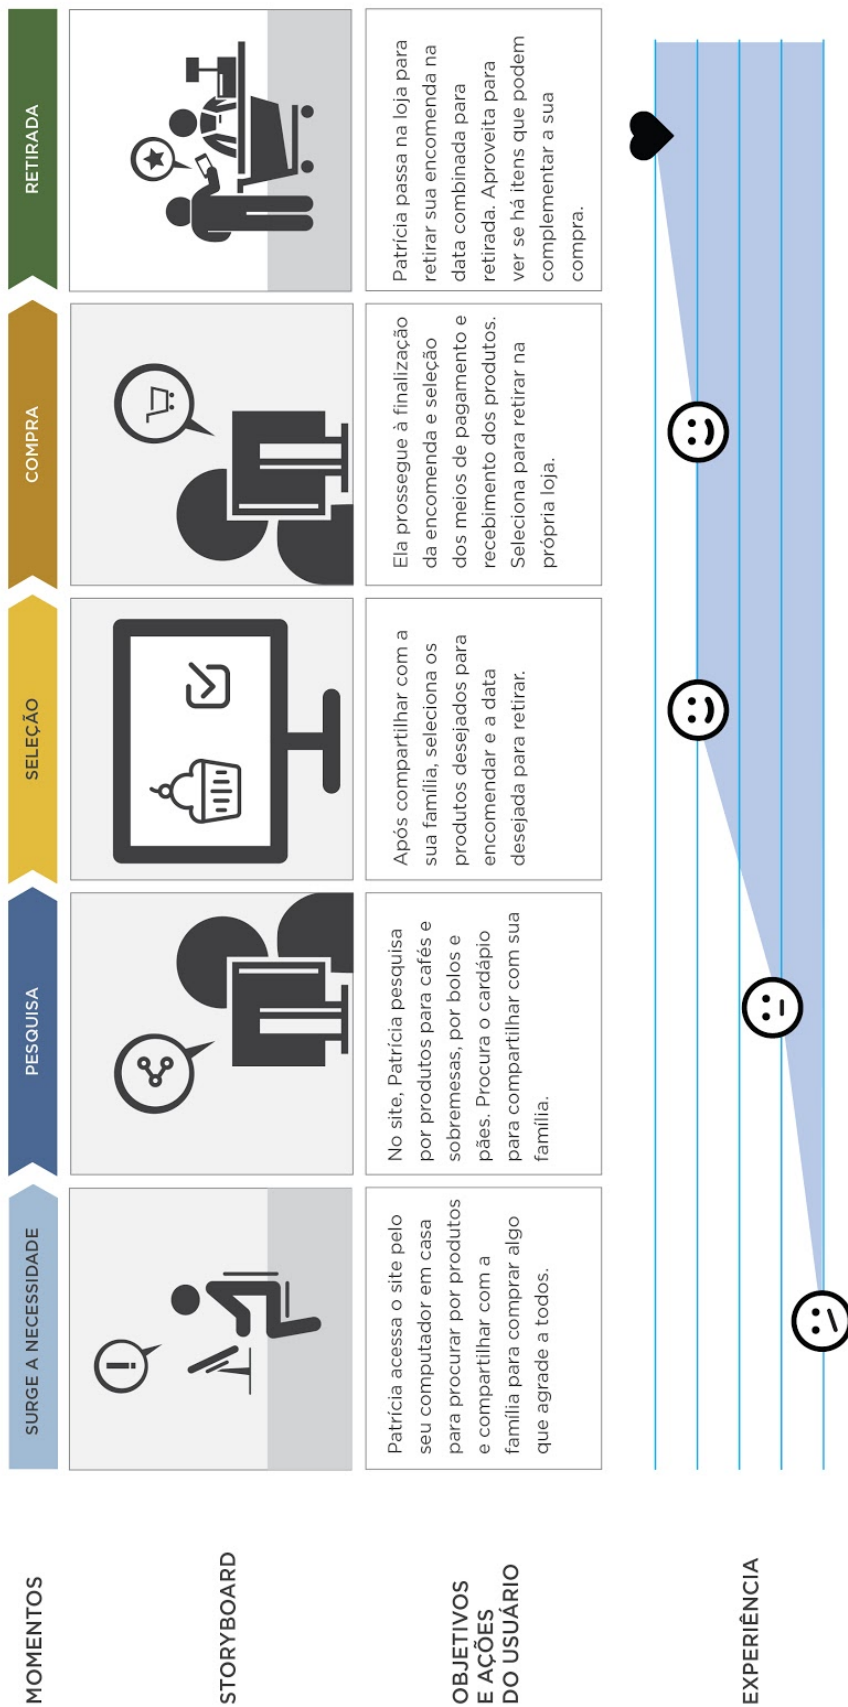 MOMENTOS
SURGE A NECESSIDADE
PESQUISA
SELEÇÃO
COMPRA
RETIRADA
STORYBOARD
OBJETIVOS
E AÇÕES
DO USUÁRIO
Patrícia acessa o site pelo
seu computador em casa
para procurar por produtos
e compartilhar com a
família para comprar algo
que agrade a todos.
No site, Patrícia pesquisa
por produtos para cafés e
sobremesas, por bolos e
pães. Procura o cardápio
para compartilhar com sua
família.
Após compartilhar com a
sua família, seleciona os
produtos desejados para
encomendar e a data
desejada para retirar.
Ela prossegue à finalização
da encomenda e seleção
dos meios de pagamento e
recebimento dos produtos.
Seleciona para retirar na
própria loja.
Patrícia passa na loja para
retirar sua encomenda na
data combinada para
retirada. Aproveita para
ver se há itens que podem
complementar a sua
compra.
EXPERIÊNCIA